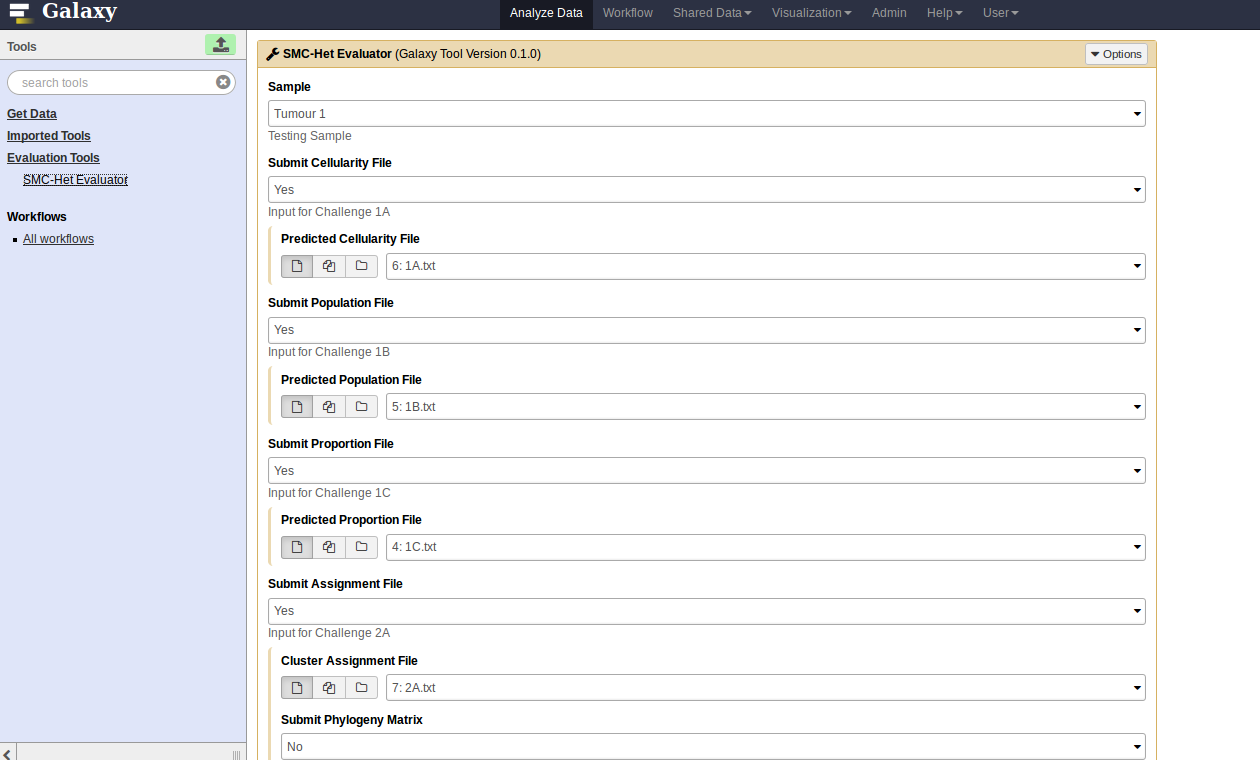 Galaxy
Analyze Data Workflow Shared Data Visualization Admin Help User
Tools
search tools
Get Data
Imported Tools
Evaluation Tools
SMC-Het Evaluator
Workflows
All workflows
SMC-Het Evaluator (Galaxy Tool Version 0.1.0)
Options
Sample
Tumour 1
Testing Sample
Submit Cellularity File
Yes
Input for Challenge 1A
Predicted Cellularity File
6: 1A.txt
Submit Population File
Yes
Input for Challenge 1B
Predicted Population File
5: 1B.txt
Submit Proportion File
Yes
Input for Challenge 1C
Predicted Proportion File
4: 1C.txt
Submit Assignment File
Yes
Input for Challenge 2A
Cluster Assignment File
7: 2A.txt
Submit Phylogeny Matrix
No